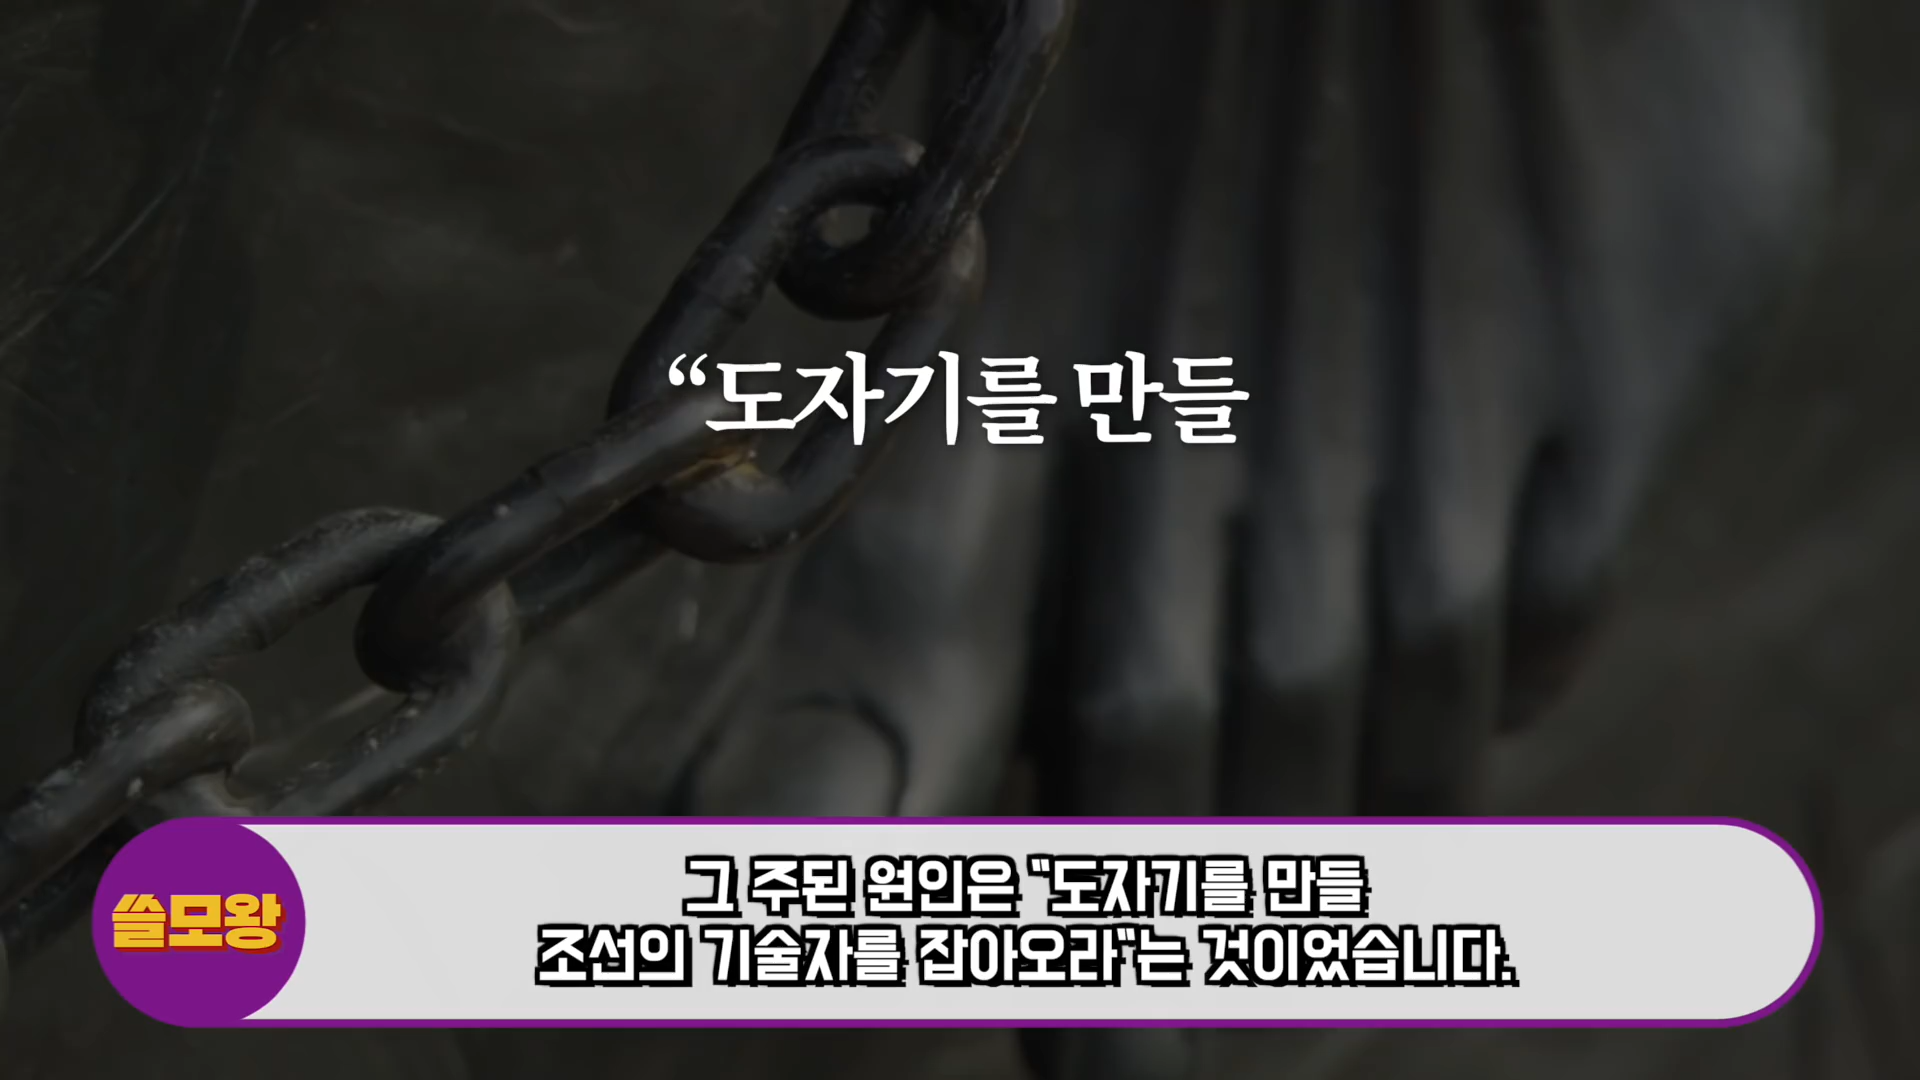 “도자기를 만들
쓸모왕
그 주된 원인은 "도자기를 만들
조선의 기술자를 잡아오라"는 것이었습니다.